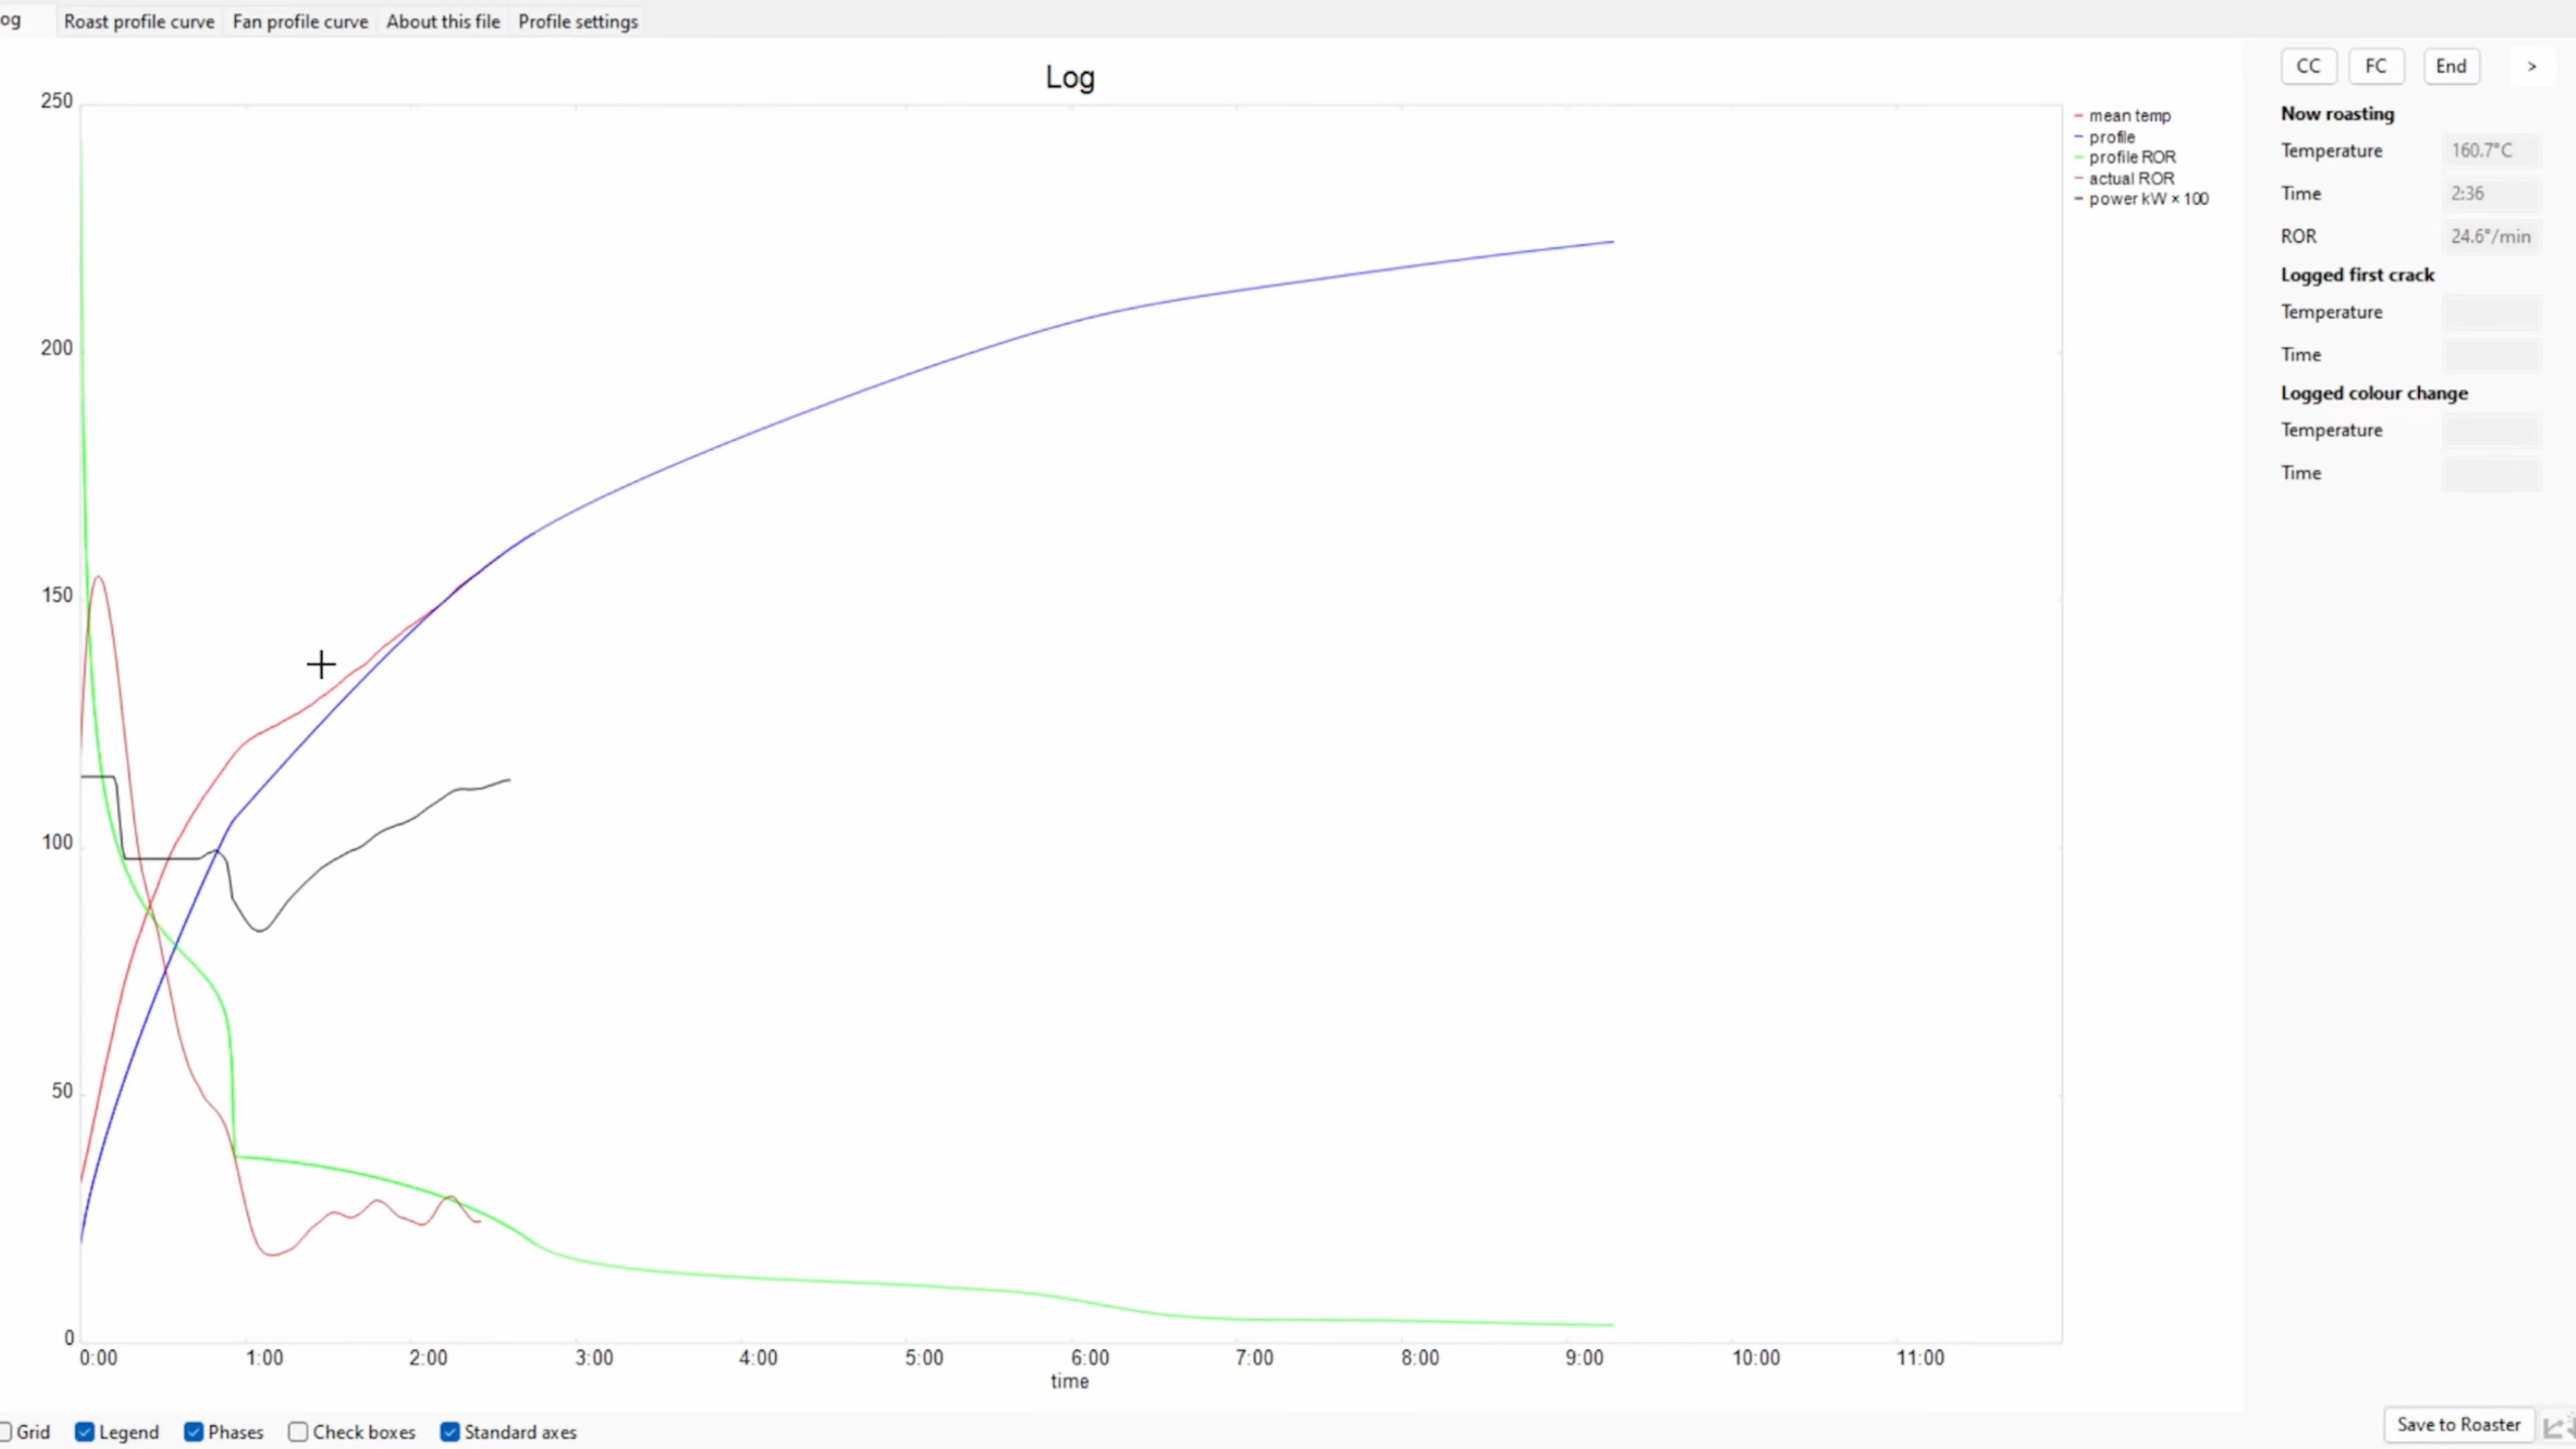 og Roast profile curve Fan profile curve About this file Profile settings
Log
250
200
150
100
50
0
0:00 1:00 2:00 3:00 4:00 5:00 6:00 7:00 8:00 9:00 10:00 11:00
time
mean temp
profile
profile ROR
actual ROR
power kW × 100
CC FC End >
Now roasting
Temperature 160.7°C
Time 2:36
ROR 24.6°/min
Logged first crack
Temperature
Time
Logged colour change
Temperature
Time
Grid Legend Phases Check boxes Standard axes
Save to Roaster